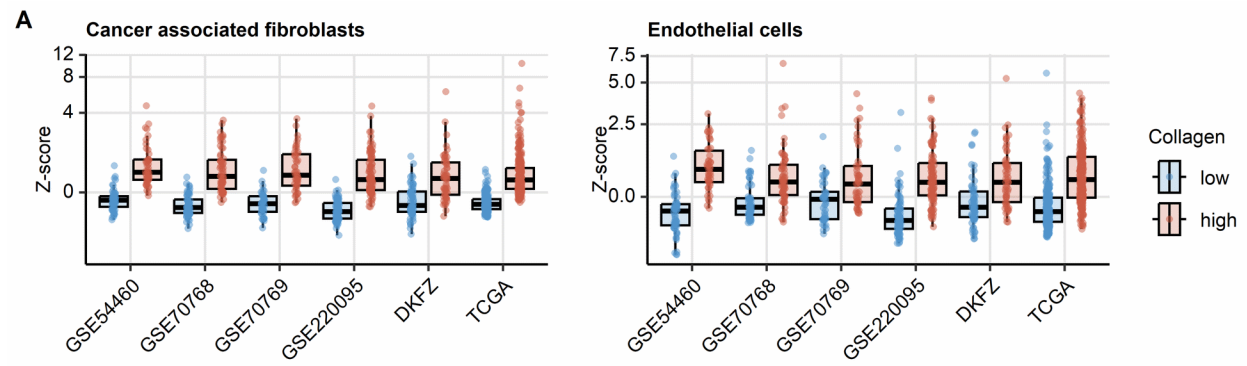 A
Cancer associated fibroblasts
Z-score
12
8
4
0
GSE54460
GSE70768
GSE70769
GSE220095
DKFZ
TCGA
Endothelial cells
Z-score
7.5
5.0
2.5
0.0
GSE54460
GSE70768
GSE70769
GSE220095
DKFZ
TCGA
Collagen
low
high